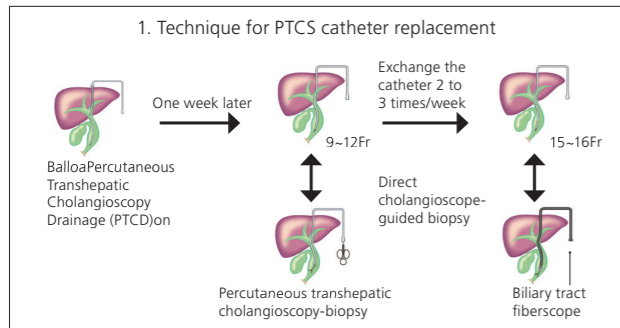 1. Technique for PTCS catheter replacement
One week later
Exchange the
catheter 2 to
3 times/week
9~12Fr
15~16Fr
BalloaPercutaneous
Transhepatic
Cholangioscopy
Drainage (PTCD)on
Direct
cholangioscope-
guided biopsy
Percutaneous transhepatic
cholangioscopy-biopsy
Biliary tract
fiberscope